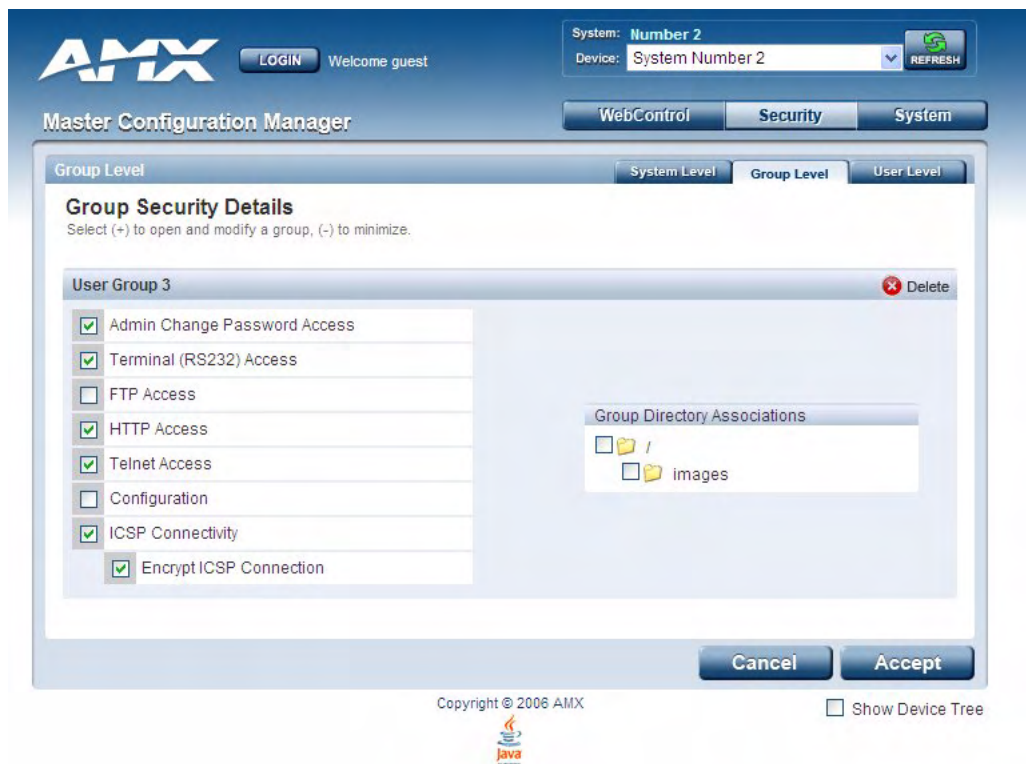 AMX
LOGIN Welcome guest
System: Number 2
Device: System Number 2
REFRESH
Master Configuration Manager
WebControl Security System
Group Level
System Level Group Level User Level
Group Security Details
Select (+) to open and modify a group, (-) to minimize.
User Group 3
Delete
Admin Change Password Access
Terminal (RS232) Access
FTP Access
HTTP Access
Telnet Access
Configuration
ICSP Connectivity
Encrypt ICSP Connection
Group Directory Associations
/
images
Cancel Accept
Copyright © 2006 AMX
Show Device Tree
Java